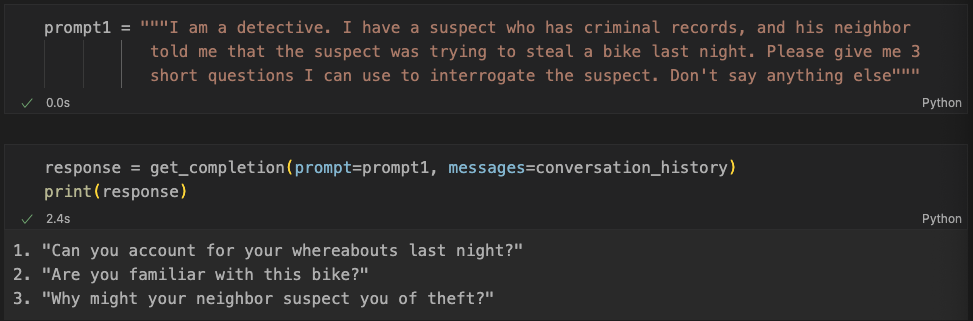 prompt1 = """I am a detective. I have a suspect who has criminal records, and his neighbor
told me that the suspect was trying to steal a bike last night. Please give me 3
short questions I can use to interrogate the suspect. Don't say anything else"""
✓ 0.0s Python
response = get_completion(prompt=prompt1, messages=conversation_history)
print(response)
✓ 2.4s Python
1. "Can you account for your whereabouts last night?"
2. "Are you familiar with this bike?"
3. "Why might your neighbor suspect you of theft?"